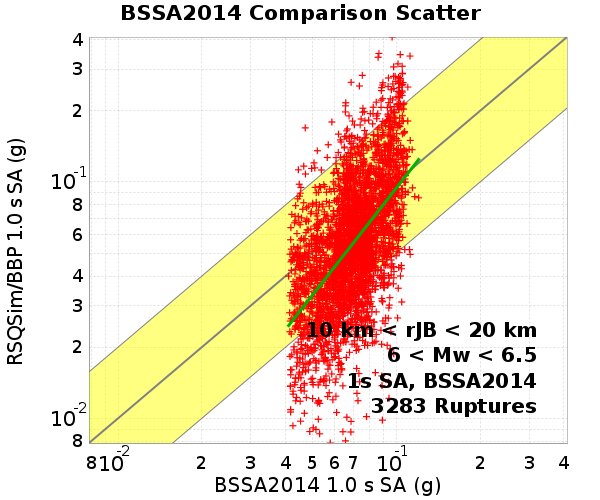 BSSA2014 Comparison Scatter
4
3
2
10-1
8
6
4
3
2
10-2
8
RSQSim/BBP 1.0 s SA (g)
10 km < rJB < 20 km
6 < Mw < 6.5
1s SA, BSSA2014
3283 Ruptures
8 10-2 2 3 4 5 6 7 10-1 2 3 4
BSSA2014 1.0 s SA (g)